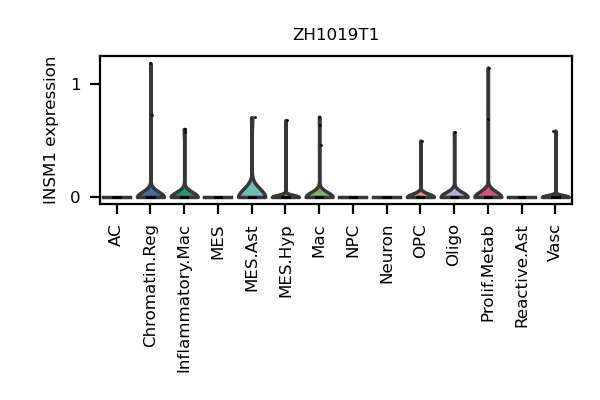 ZH1019T1
INSM1 expression
1
0
AC
Chromatin.Reg
Inflammatory.Mac
MES
MES.Ast
MES.Hyp
Mac
NPC
Neuron
OPC
Oligo
Prolif.Metab
Reactive.Ast
Vasc